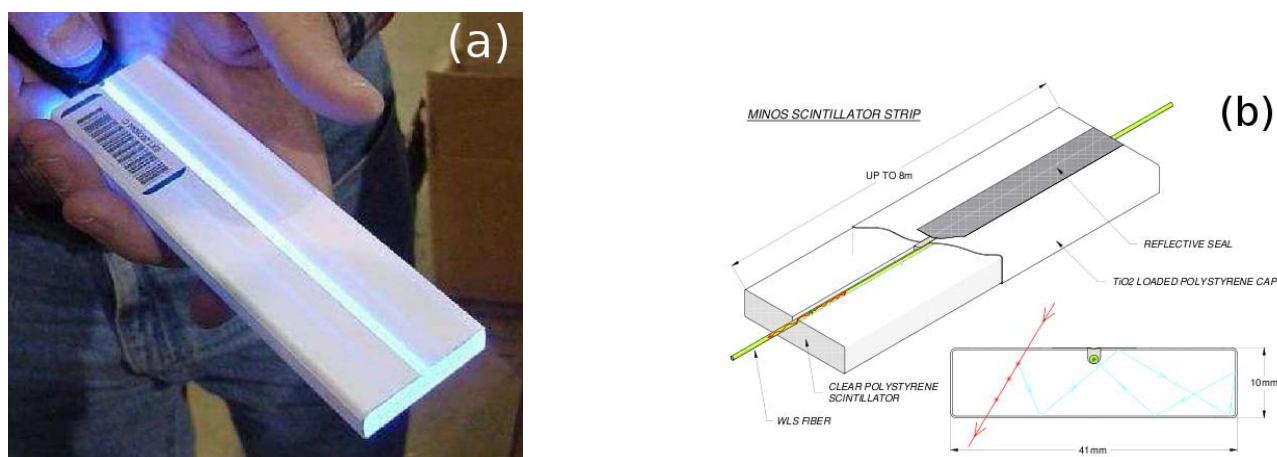 (a)
(b)
MINOS SCINTILLATOR STRIP
UP TO 8m
REFLECTIVE SEAL
TiO2 LOADED POLYSTYRENE CAP
CLEAR POLYSTYRENE
SCINTILLATOR
WLS FIBER
10mm
41mm